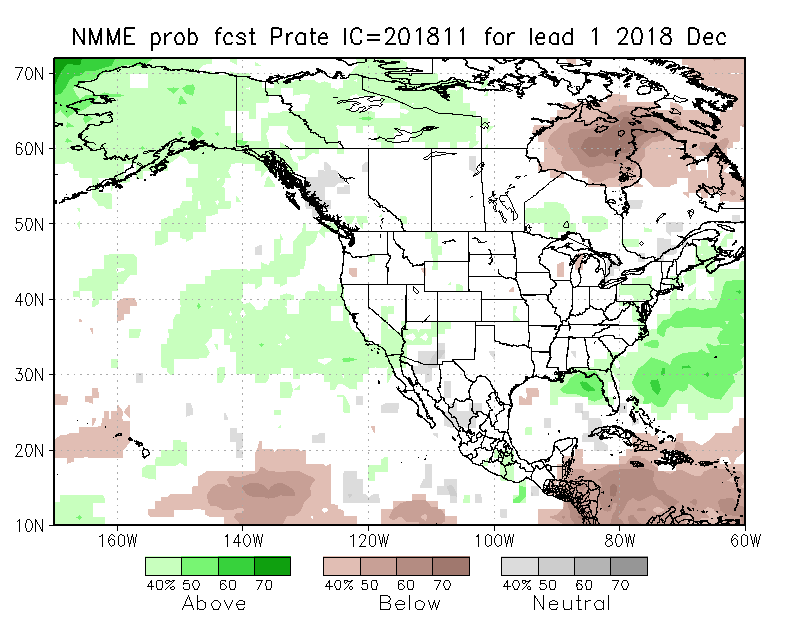 NMME prob fcst Prate IC=201811 for lead 1 2018 Dec
70N
60N
50N
40N
30N
20N
10N
160W 140W 120W 100W 80W 60W
40% 50 60 70 40% 50 60 70 40% 50 60 70
Above Below Neutral